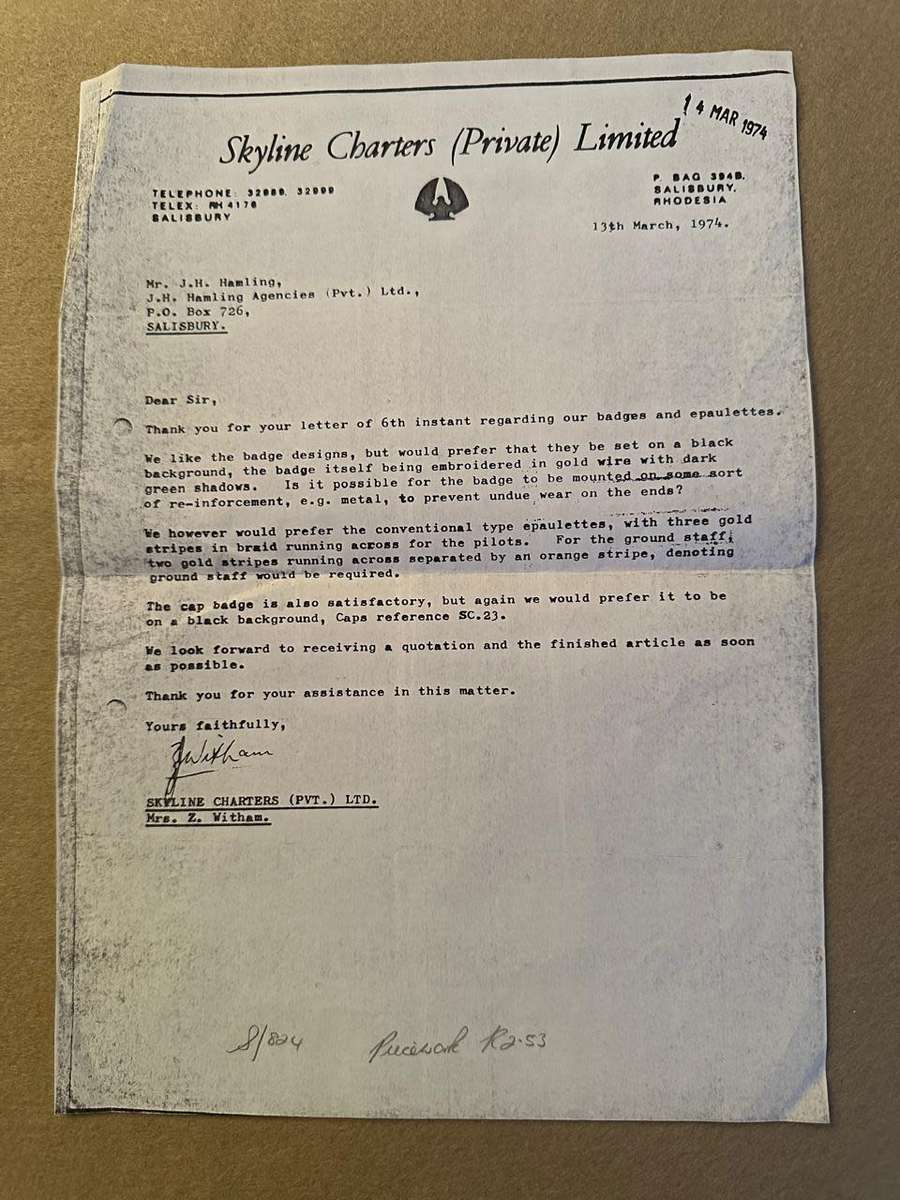 14 MAR 1974
Skyline Charters (Private) Limited
TELEPHONE: 32989, 32999
TELEX: RH 4176
SALISBURY
P. BAG 394B.
SALISBURY.
RHODESIA
13th March, 1974.
Mr. J.H. Hamling,
J.H. Hamling Agencies (Pvt.) Ltd.,
P.O. Box 726,
SALISBURY.
Dear Sir,
Thank you for your letter of 6th instant regarding our badges and epaulettes.
We like the badge designs, but would prefer that they be set on a black
background, the badge itself being embroidered in gold wire with dark
green shadows. Is it possible for the badge to be mounted on some sort
of re-inforcement, e.g. metal, to prevent undue wear on the ends?
We however would prefer the conventional type epaulettes, with three gold
stripes in braid running across for the pilots. For the ground staff;
two gold stripes running across separated by an orange stripe, denoting
ground staff would be required.
The cap badge is also satisfactory, but again we would prefer it to be
on a black background, Caps reference SC.23.
We look forward to receiving a quotation and the finished article as soon
as possible.
Thank you for your assistance in this matter.
Yours faithfully,
ZWitham
SKYLINE CHARTERS (PVT.) LTD.
Mrs. Z. Witham.
S/824 Piecework R2.53